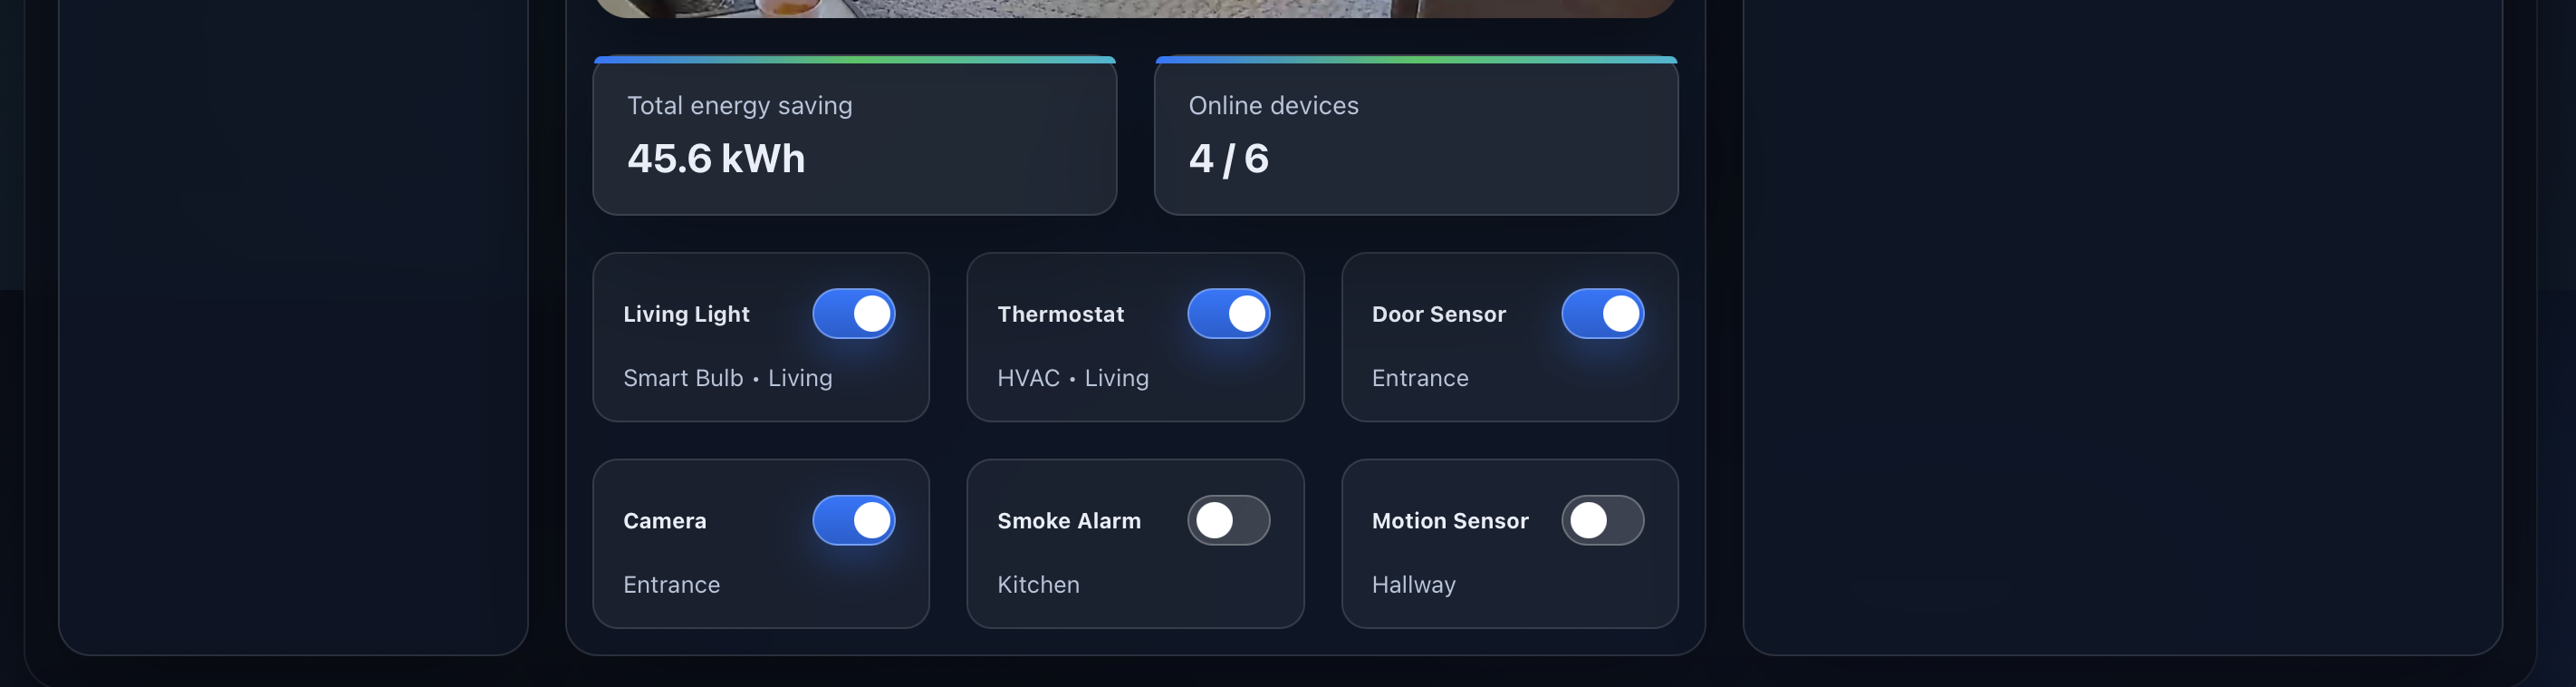 Total energy saving
45.6 kWh
Online devices
4 / 6
Living Light
Smart Bulb • Living
Thermostat
HVAC • Living
Door Sensor
Entrance
Camera
Entrance
Smoke Alarm
Kitchen
Motion Sensor
Hallway